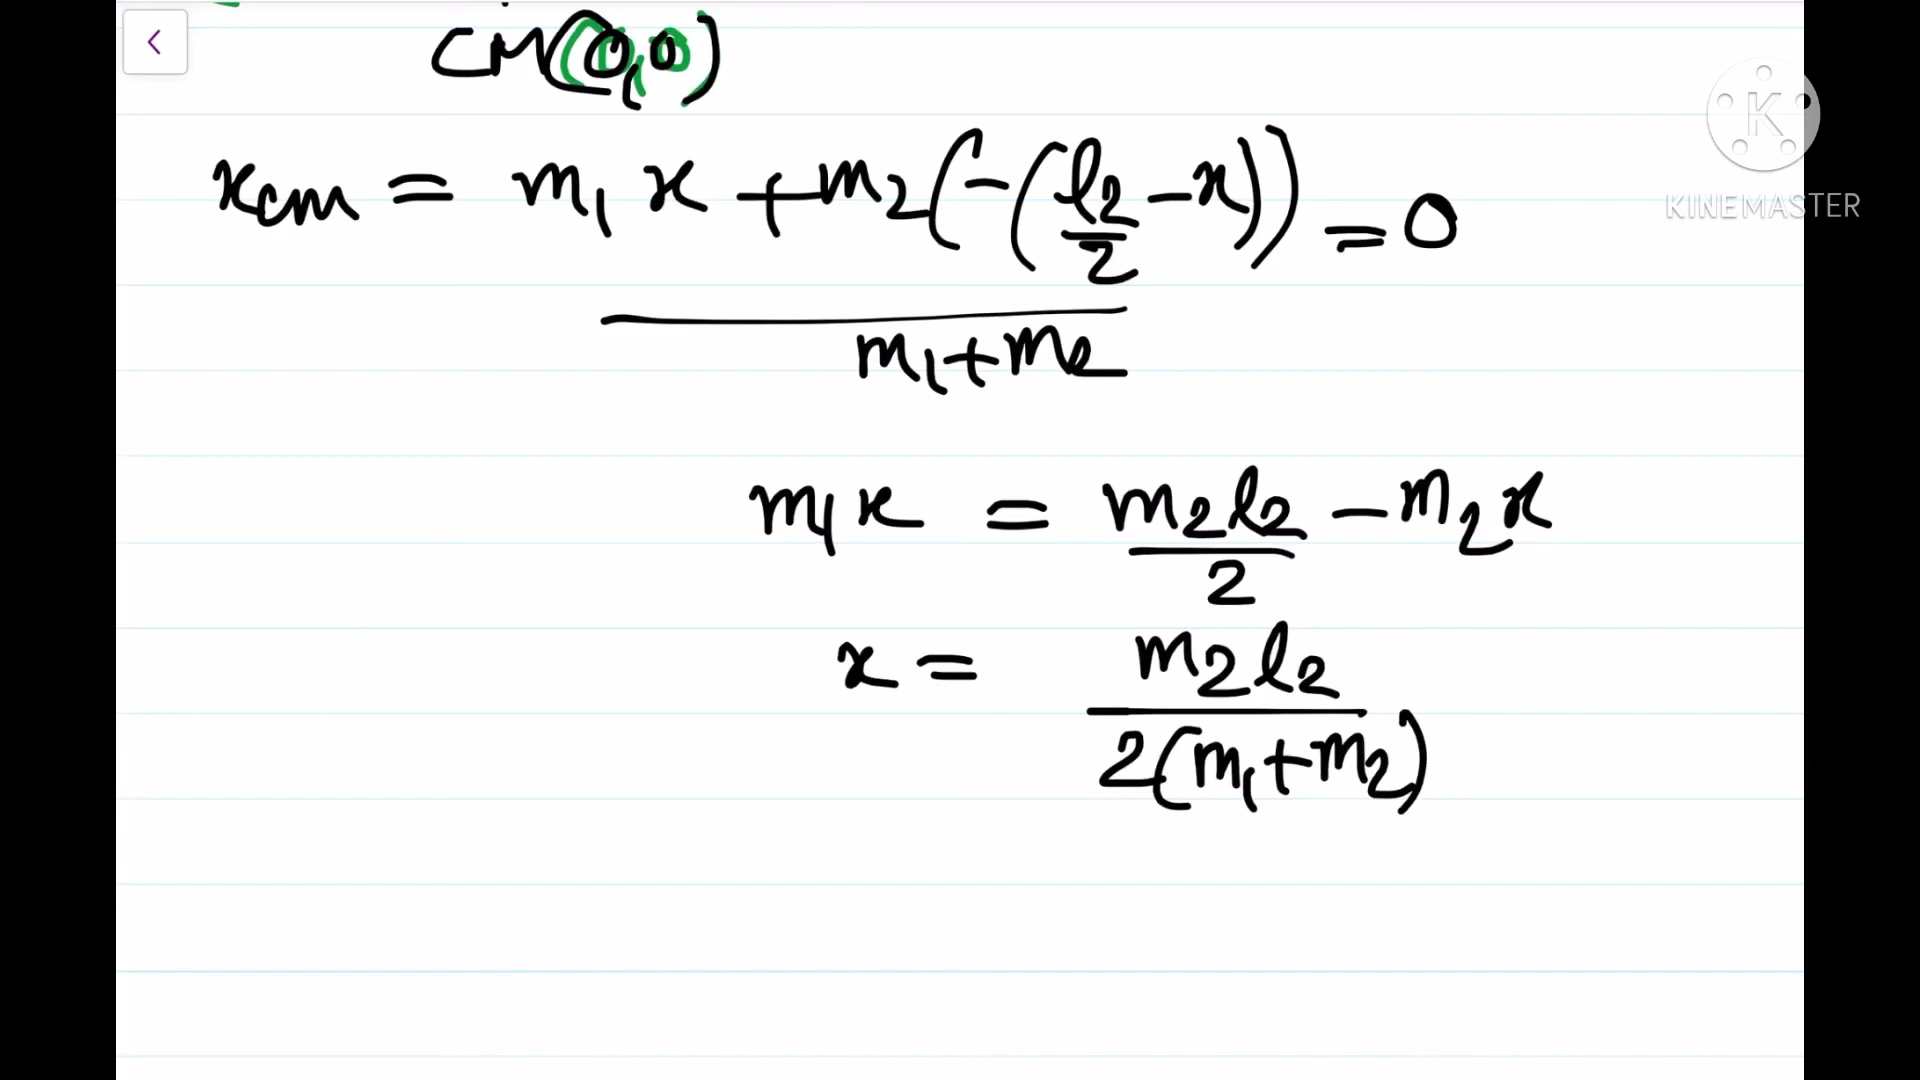 CM(0,0)
xcm = m₁x + m₂(-(l₂/2 - x)) / m₁+m₂ = 0
K
KINEMASTER
m₁x = m₂l₂/2 - m₂x
x = m₂l₂ / 2(m₁+m₂)